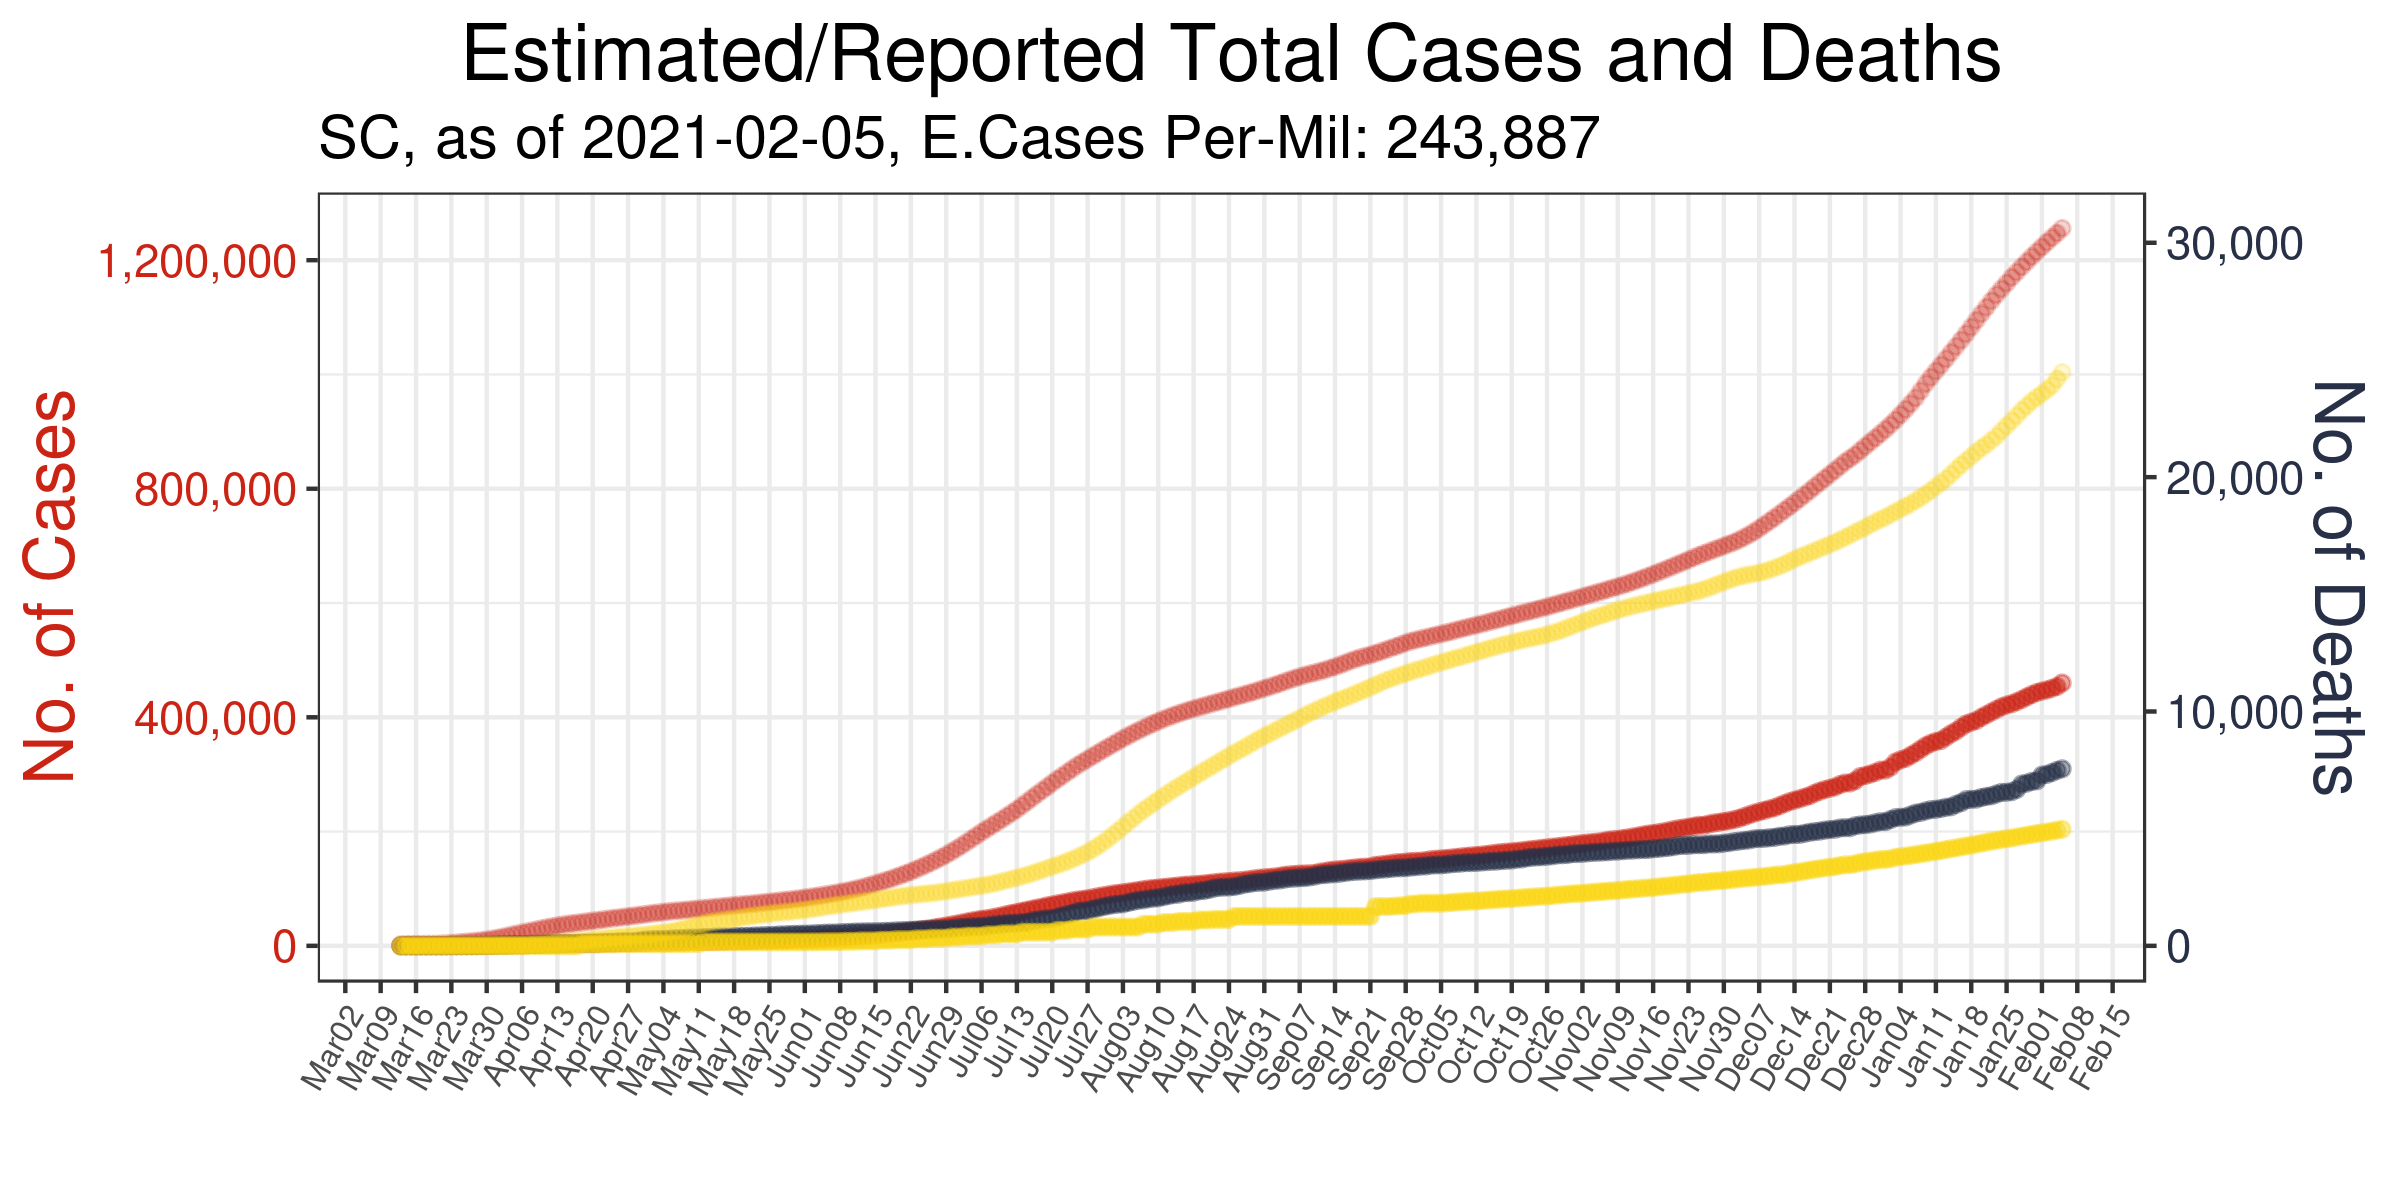 Estimated/Reported Total Cases and Deaths
SC, as of 2021-02-05, E.Cases Per-Mil: 243,887
No. of Cases
1,200,000
800,000
400,000
0
30,000
20,000
10,000
0
No. of Deaths
Mar02
Mar09
Mar16
Mar23
Mar30
Apr06
Apr13
Apr20
Apr27
May04
May11
May18
May25
Jun01
Jun08
Jun15
Jun22
Jun29
Jul06
Jul13
Jul20
Jul27
Aug03
Aug10
Aug17
Aug24
Aug31
Sep07
Sep14
Sep21
Sep28
Oct05
Oct12
Oct19
Oct26
Nov02
Nov09
Nov16
Nov23
Nov30
Dec07
Dec14
Dec21
Dec28
Jan04
Jan11
Jan18
Jan25
Feb01
Feb08
Feb15